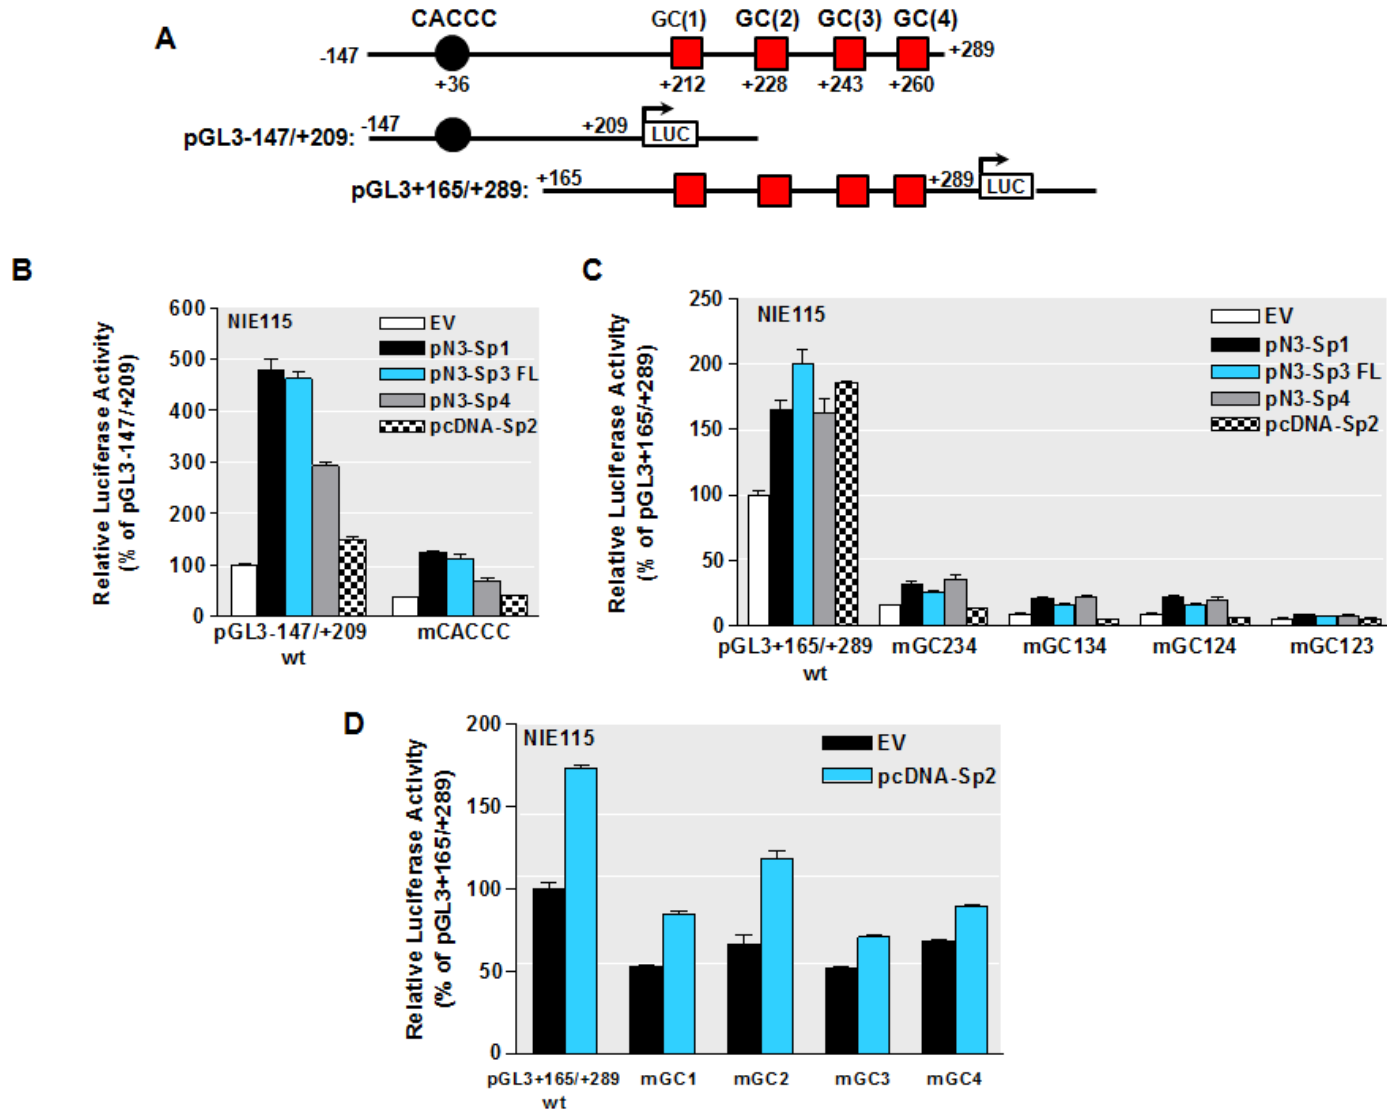 A
CACCC GC(1) GC(2) GC(3) GC(4)
-147 +289
+36 +212 +228 +243 +260
pGL3-147/+209: -147 +209 LUC
pGL3+165/+289: +165 +289 LUC
B
Relative Luciferase Activity
(% of pGL3-147/+209)
600
500
400
300
200
100
0
NIE115
EV
pN3-Sp1
pN3-Sp3 FL
pN3-Sp4
pcDNA-Sp2
pGL3-147/+209 mCACCC
wt
C
Relative Luciferase Activity
(% of pGL3+165/+289)
250
200
150
100
50
0
NIE115
EV
pN3-Sp1
pN3-Sp3 FL
pN3-Sp4
pcDNA-Sp2
pGL3+165/+289 mGC234 mGC134 mGC124 mGC123
wt
D
Relative Luciferase Activity
(% of pGL3+165/+289)
200
150
100
50
0
NIE115
EV
pcDNA-Sp2
pGL3+165/+289 mGC1 mGC2 mGC3 mGC4
wt